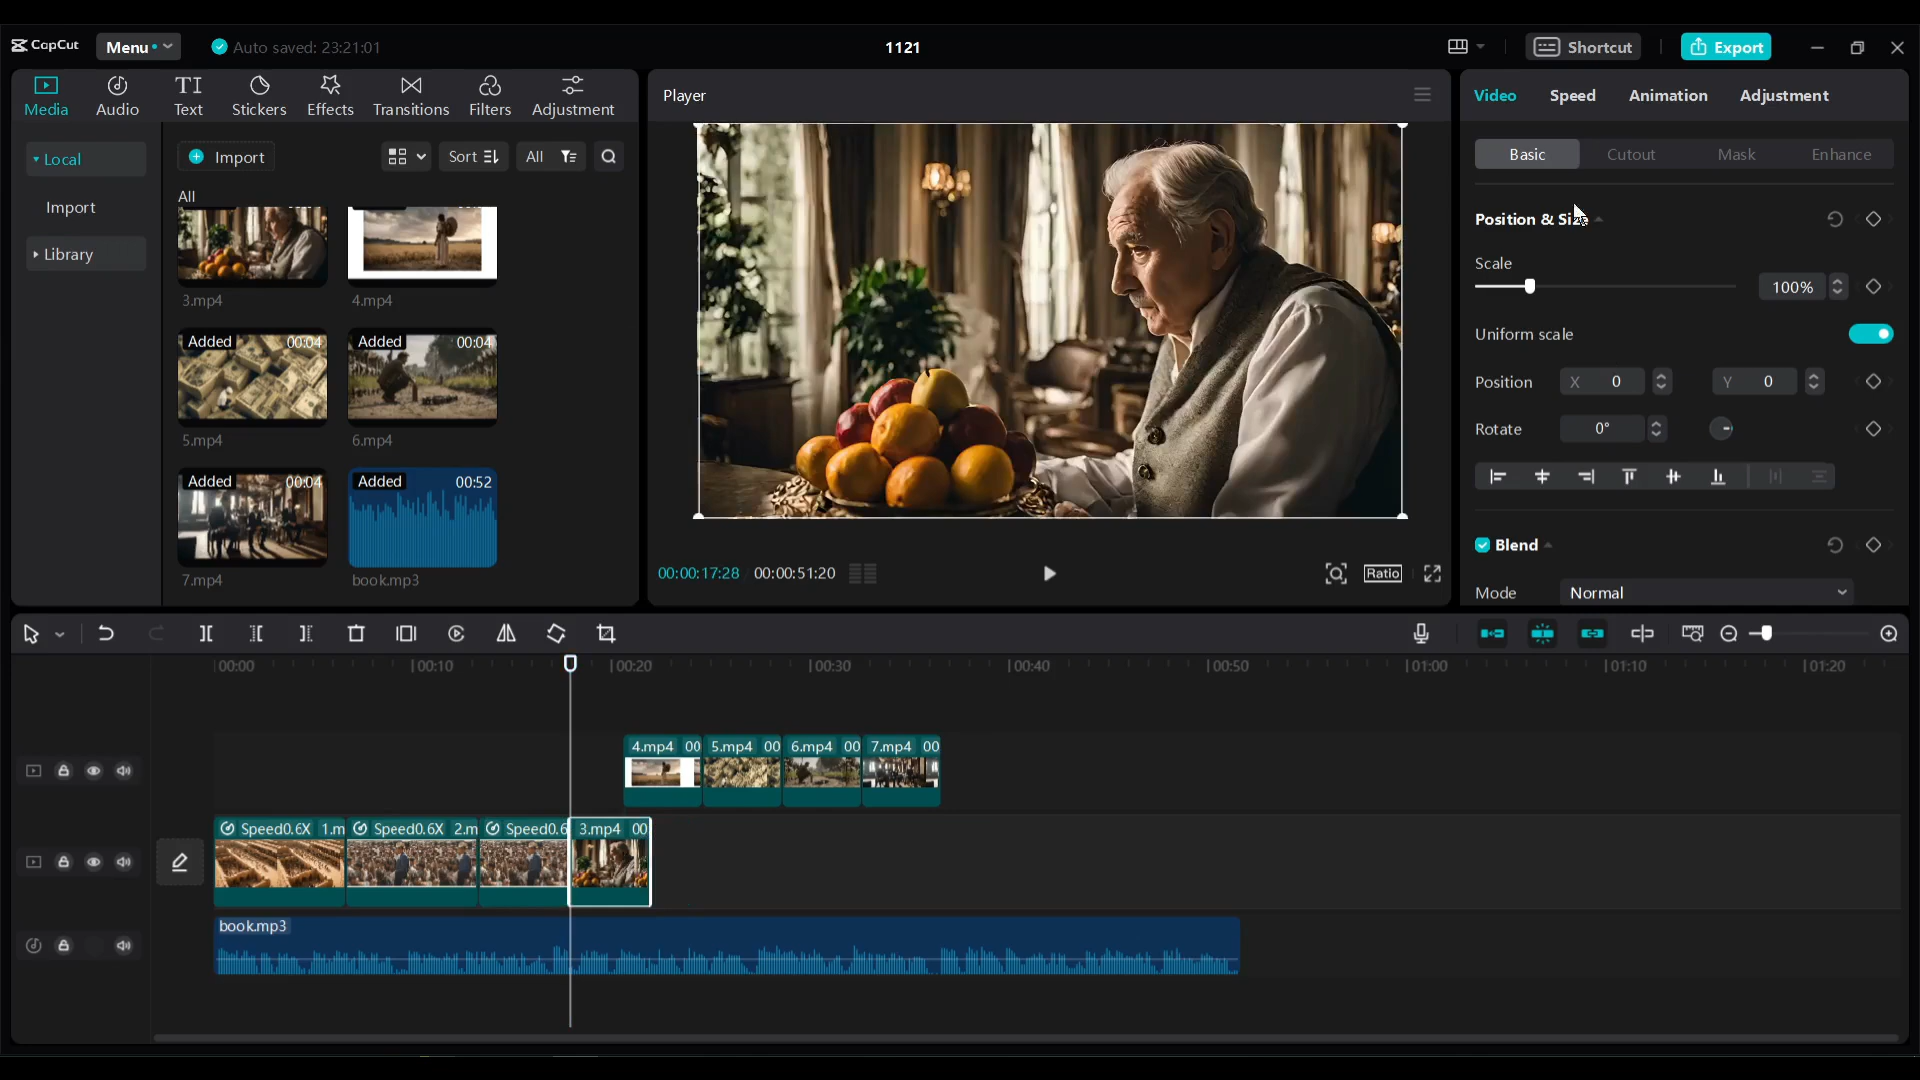 CapCut
Menu
Auto saved: 23:21:01
1121
Shortcut
Export
Media
Audio
Text
Stickers
Effects
Transitions
Filters
Adjustment
Local
Import
Library
Import
Sort
All
All
3.mp4
4.mp4
Added 00:04
Added 00:04
5.mp4
6.mp4
Added 00:04
Added 00:52
7.mp4
book.mp3
Player
00:00:17:28 00:00:51:20
Ratio
Video
Speed
Animation
Adjustment
Basic
Cutout
Mask
Enhance
Position & Size
Scale
100%
Uniform scale
Position X 0 Y 0
Rotate 0°
Blend
Mode Normal
00:00 00:10 00:20 00:30 00:40 00:50 01:00 01:10 01:20
4.mp4 00 5.mp4 00 6.mp4 00 7.mp4 00
Speed0.6X 1.m Speed0.6X 2.m Speed0.6 3.mp4 00
book.mp3